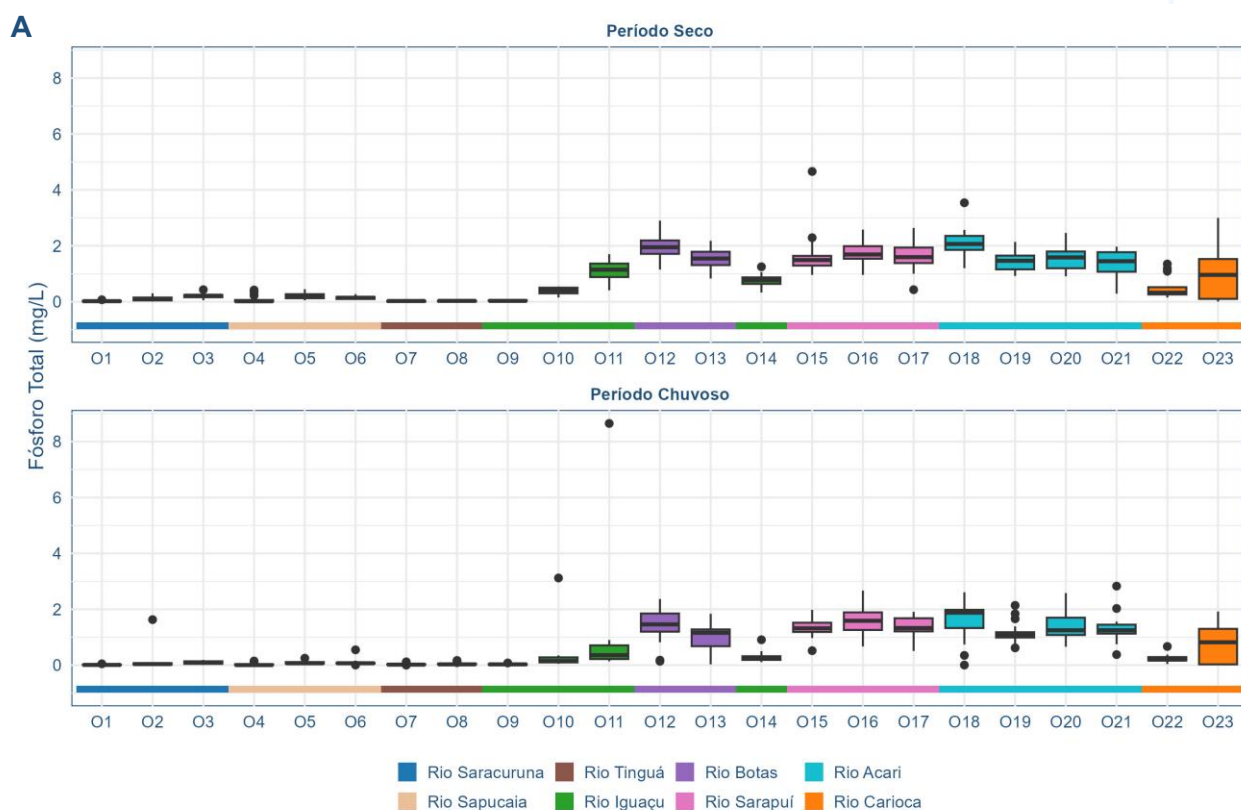 A
Período Seco
Fósforo Total (mg/L)
8
6
4
2
0
O1 O2 O3 O4 O5 O6 O7 O8 O9 O10 O11 O12 O13 O14 O15 O16 O17 O18 O19 O20 O21 O22 O23
Período Chuvoso
8
6
4
2
0
O1 O2 O3 O4 O5 O6 O7 O8 O9 O10 O11 O12 O13 O14 O15 O16 O17 O18 O19 O20 O21 O22 O23
Rio Saracuruna Rio Tinguá Rio Botas Rio Acari
Rio Sapucaia Rio Iguaçu Rio Sarapuí Rio Carioca